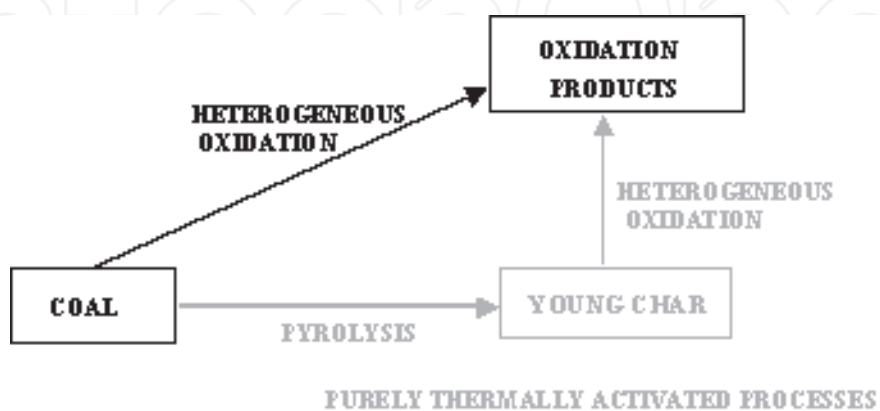 OXIDATION
PRODUCTS
HETEROGENEOUS
OXIDATION
HETEROGENEOUS
OXIDATION
COAL
YOUNG CHAR
PYROLYSIS
PURELY THERMALLY ACTIVATED PROCESSES